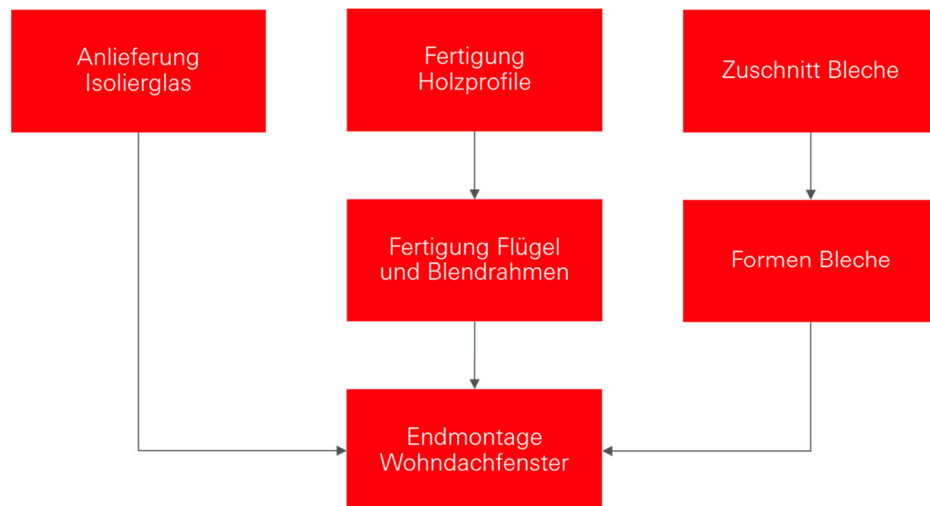 Anlieferung
Isolierglas
Fertigung
Holzprofile
Zuschnitt Bleche
Fertigung Flügel
und Blendrahmen
Formen Bleche
Endmontage
Wohndachfenster